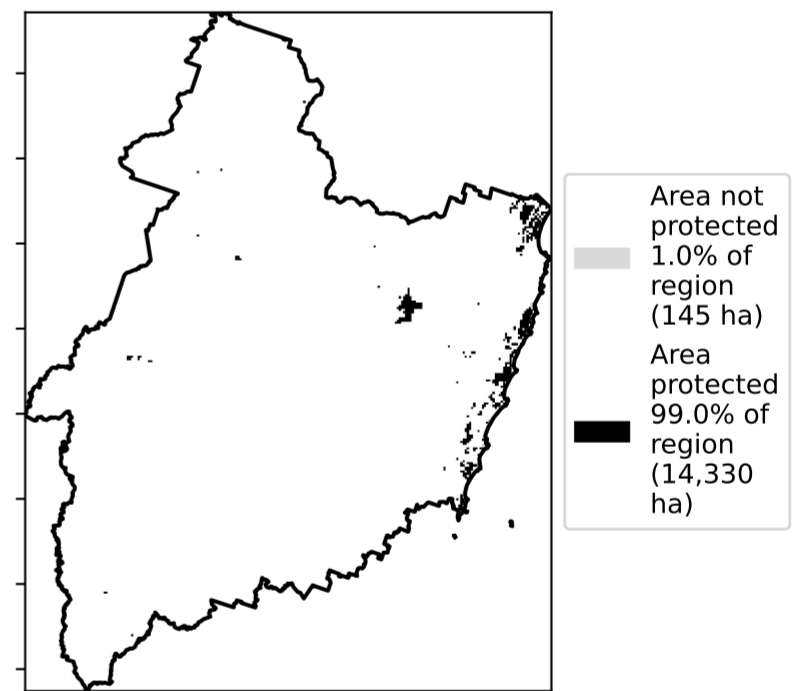 Area not
protected
1.0% of
region
(145 ha)
Area
protected
99.0% of
region
(14,330
ha)